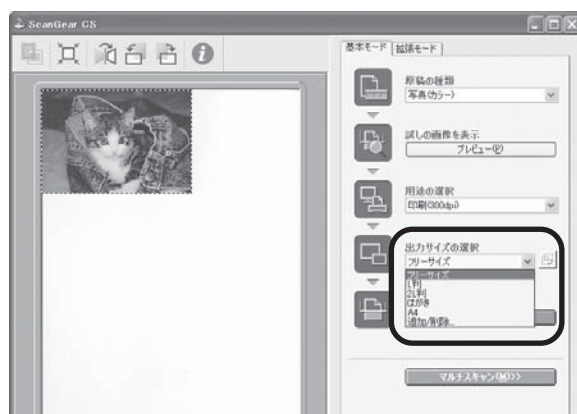 ScanGear CS
基本モード 拡張モード
原稿の種類
写真(カラー)
試しの画像を表示
プレビュー(P)
用途の選択
印刷(300dpi)
出力サイズの選択
フリーサイズ
フリーサイズ
L判
2L判
はがき
A4
追加/削除...
マルチスキャン(M)>>